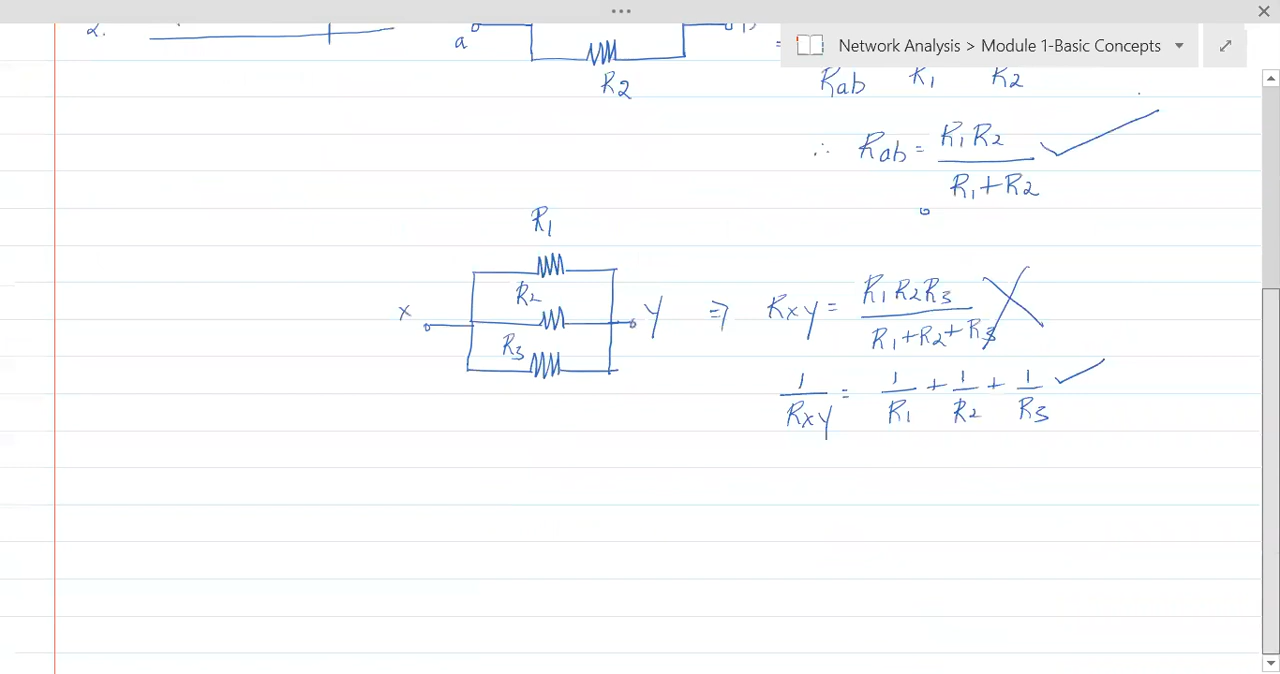 2.
a
b
R2
Network Analysis > Module 1-Basic Concepts
=
Rab R1 R2
∴ Rab = R1R2
R1+R2
R1
R2
R3
x
y
⇒ Rxy = R1R2R3
R1+R2+R3
1/Rxy = 1/R1 + 1/R2 + 1/R3